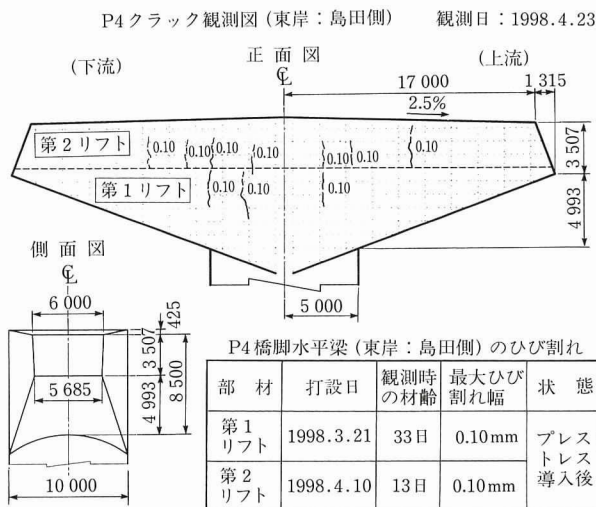 P4クラック観測図(東岸：島田側)　観測日：1998.4.23
正面図
(下流)
(上流)
℄
17 000
1 315
2.5%
第2リフト
0.10
0.10
0.10
0.10
0.10
0.10
0.10
3 507
第1リフト
0.10
0.10
0.10
4 993
5 000
側面図
℄
6 000
425
3 507
4 993
8 500
5 685
10 000
P4橋脚水平梁(東岸：島田側)のひび割れ
部材　打設日　観測時の材齢　最大ひび割れ幅　状態
第1リフト　1998.3.21　33日　0.10mm　プレストレス導入後
第2リフト　1998.4.10　13日　0.10mm